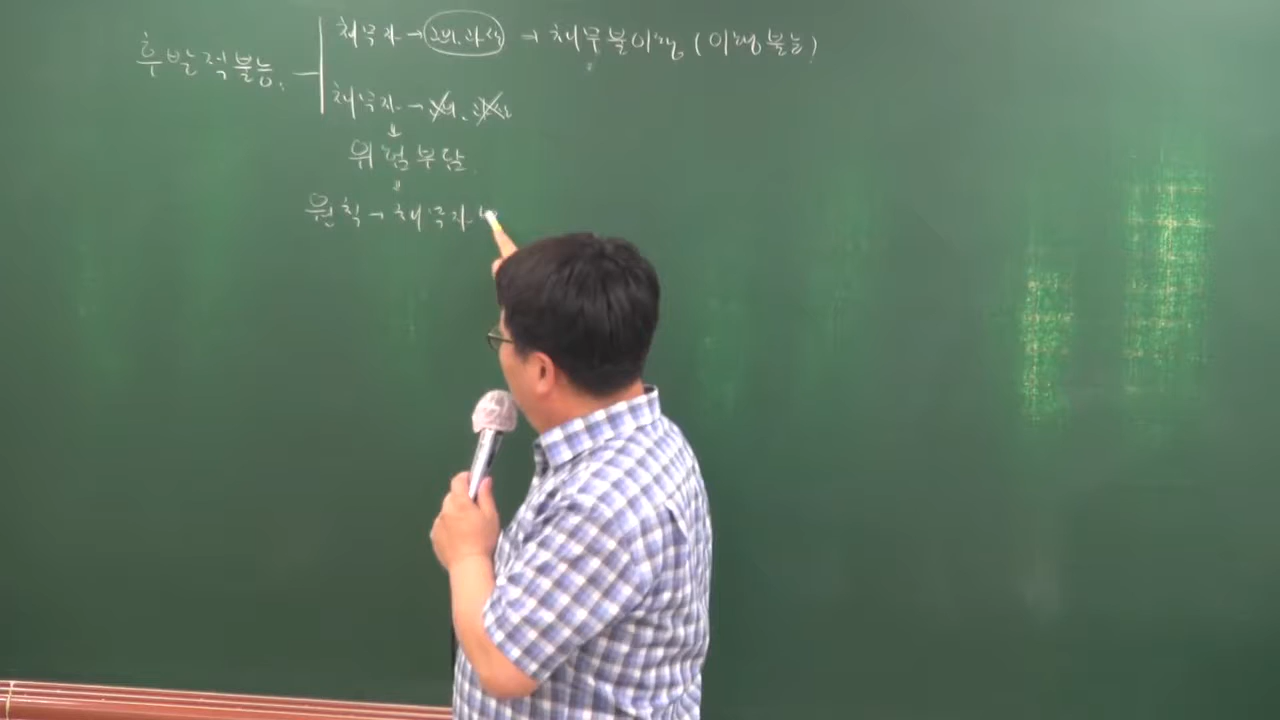 채무자 → 고의.과실 → 채무불이행 (이행불능)
후발적불능.
채무자 → 고의. 과실
⇓
위험부담
⇓
원칙 → 채무자